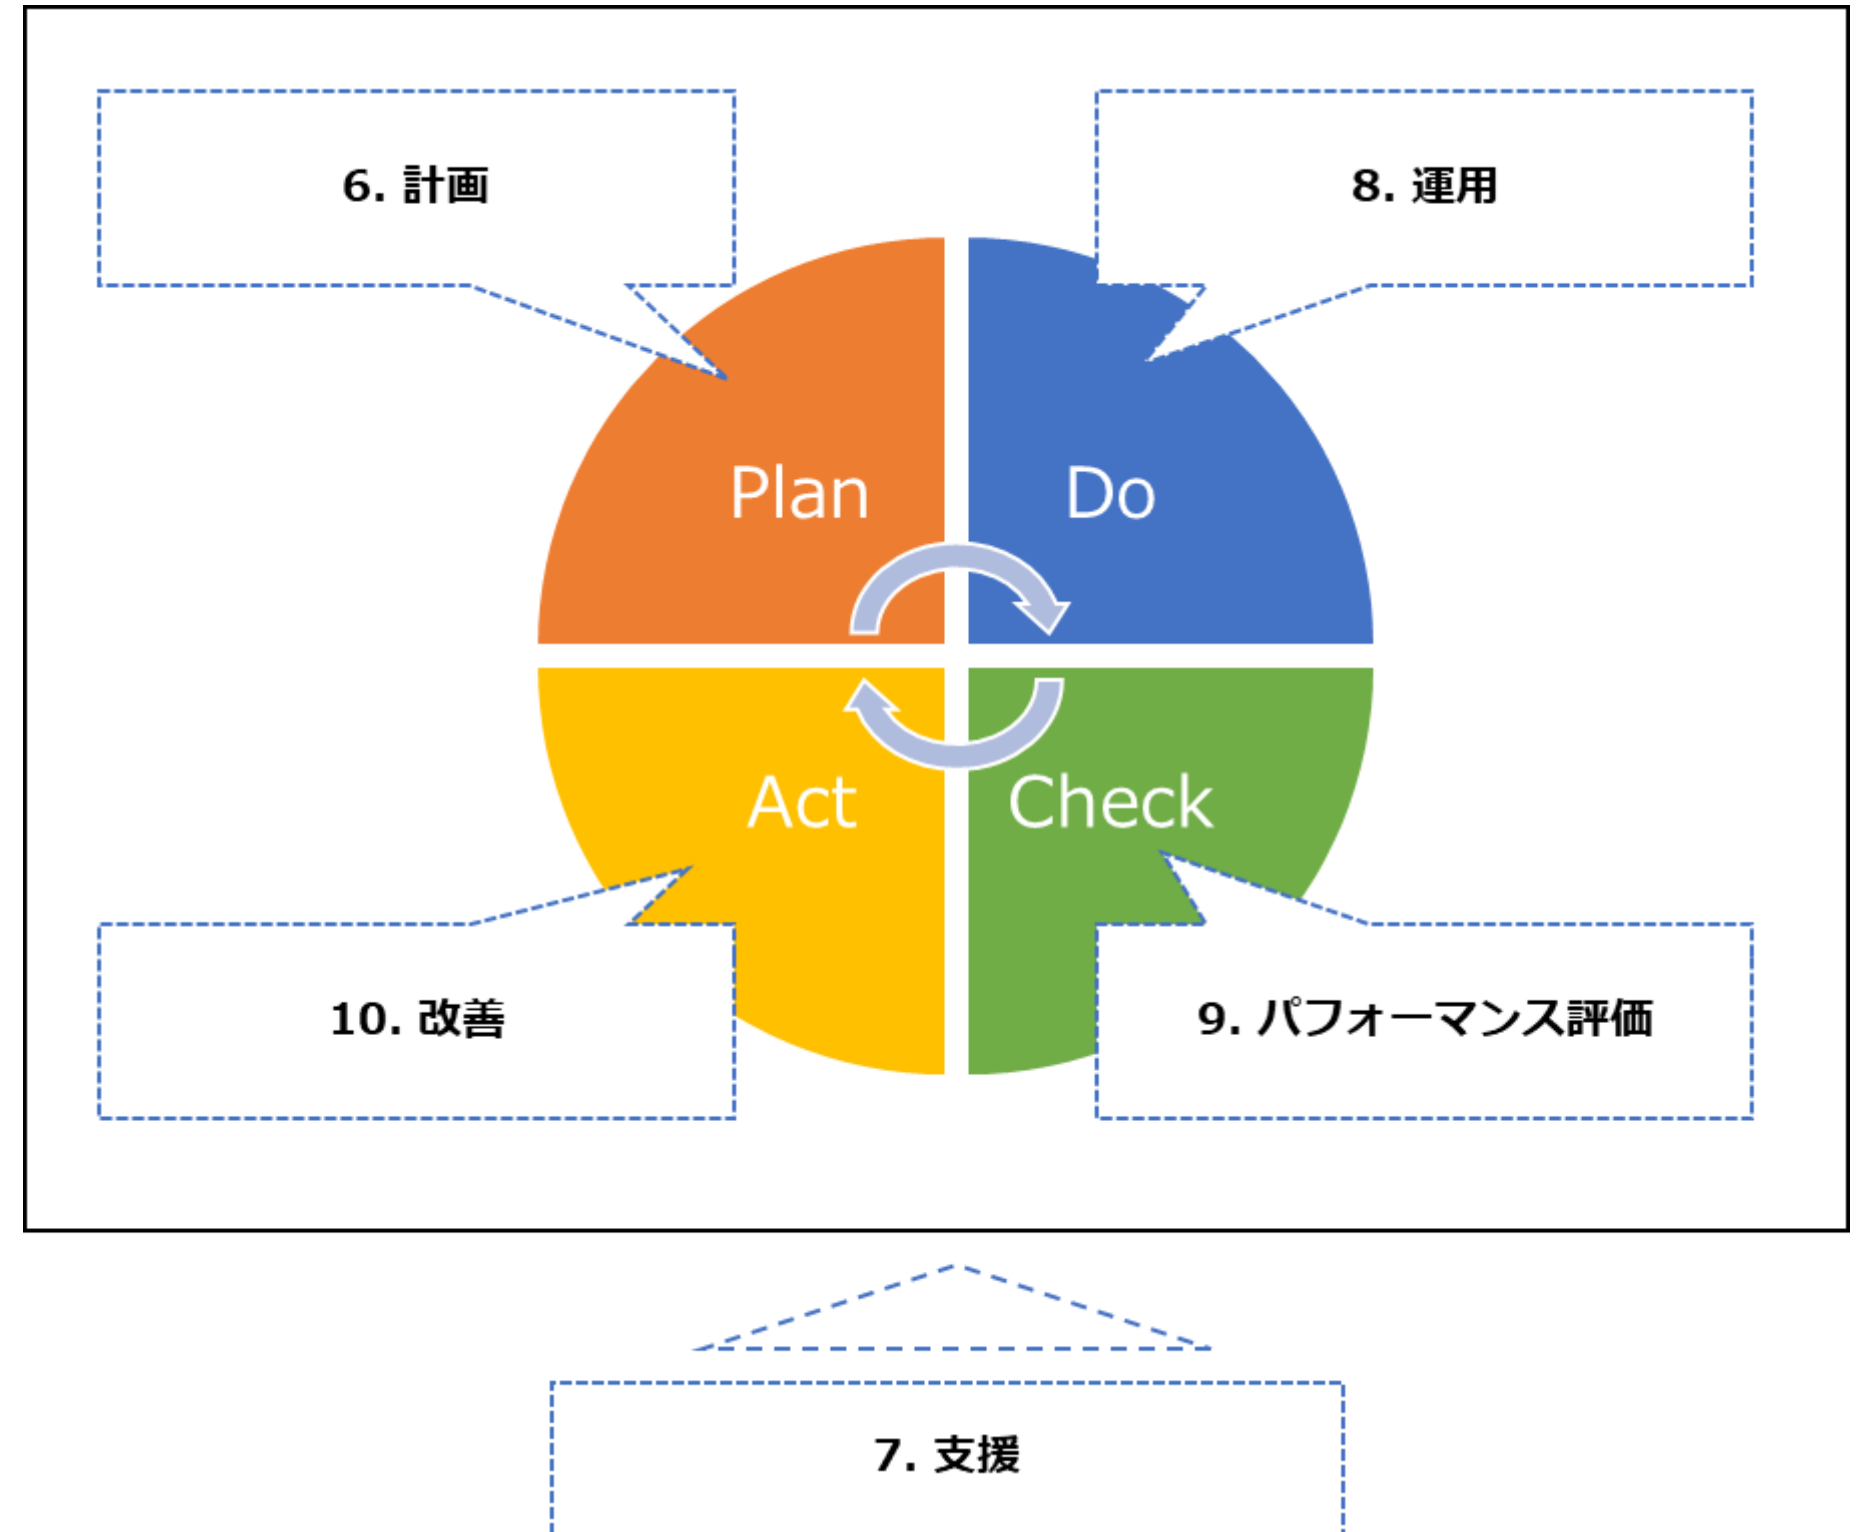 6. 計画
8. 運用
Plan
Do
Act
Check
10. 改善
9. パフォーマンス評価
7. 支援